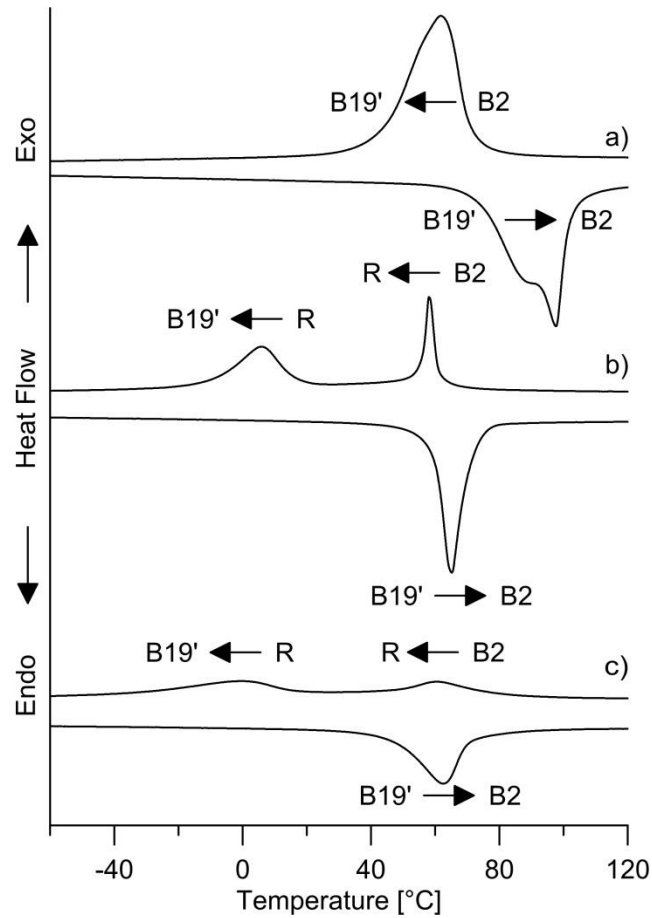 B19' B2
a)
Exo
B19' B2
R B2
B19' R
b)
Heat Flow
B19' B2
B19' R
R B2
c)
Endo
B19' B2
-40 0 40 80 120
Temperature [°C]